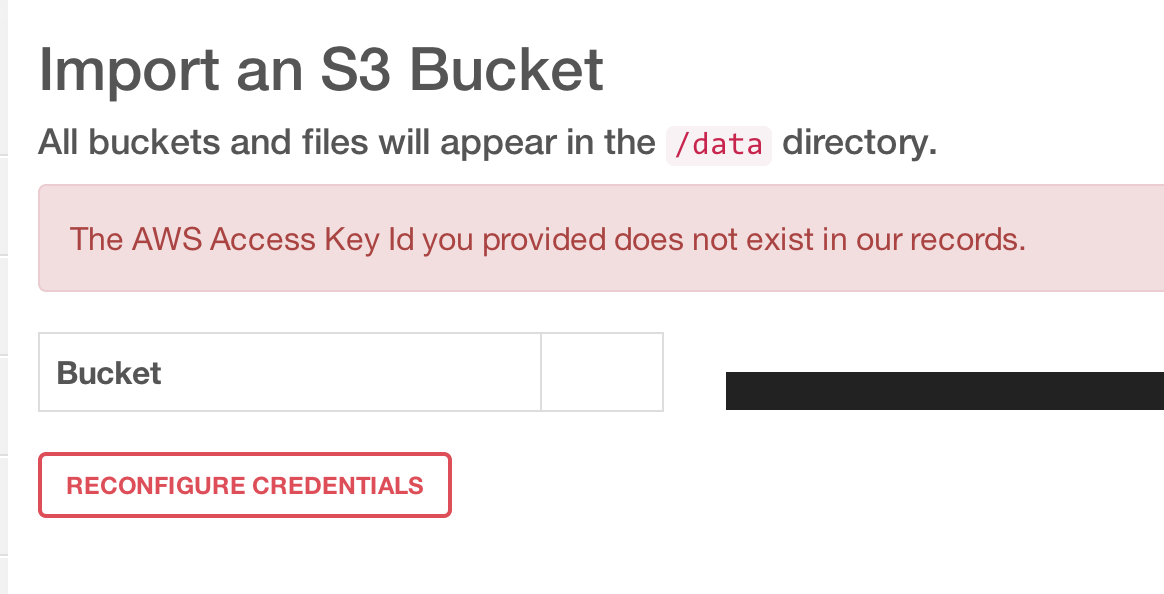 Import an S3 Bucket
All buckets and files will appear in the /data directory.
The AWS Access Key Id you provided does not exist in our records.
Bucket
RECONFIGURE CREDENTIALS